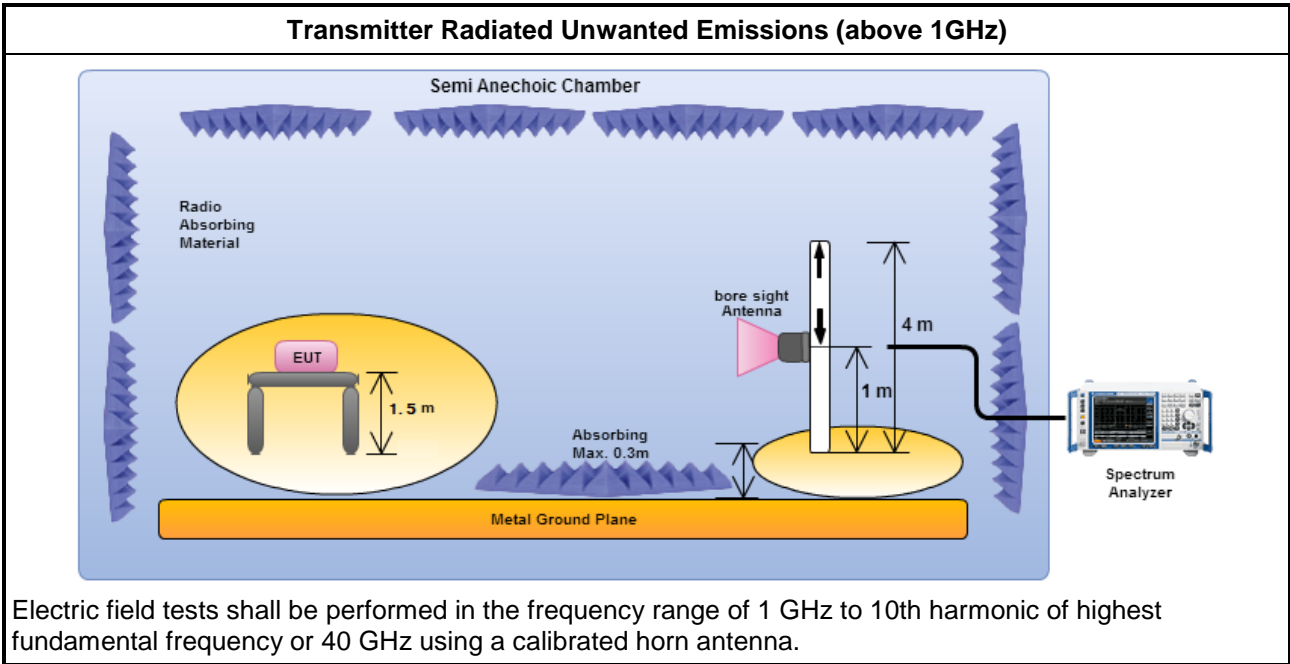 Transmitter Radiated Unwanted Emissions (above 1GHz)
Semi Anechoic Chamber
Radio
Absorbing
Material
bore sight
Antenna
4 m
EUT
1 m
1. 5 m
Absorbing
Max. 0.3m
Spectrum
Analyzer
Metal Ground Plane
Electric field tests shall be performed in the frequency range of 1 GHz to 10th harmonic of highest
fundamental frequency or 40 GHz using a calibrated horn antenna.